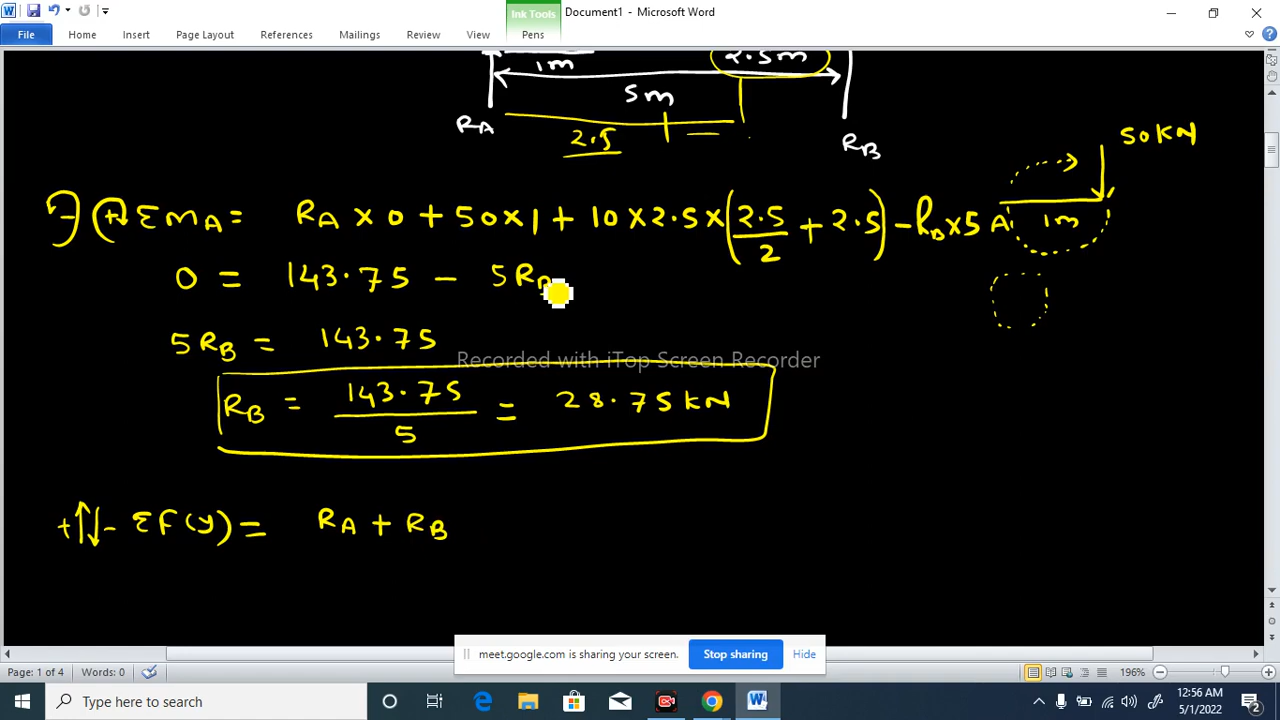 Ink Tools
Document1 - Microsoft Word
File Home Insert Page Layout References Mailings Review View Pens
1m
2.5m
5m
RA
2.5
RB
50KN
ΣMA= RA×0 + 50×1 + 10×2.5×(2.5/2 + 2.5) - RB×5
A 1m
0 = 143.75 - 5R
5RB = 143.75
Recorded with iTop Screen Recorder
RB = 143.75/5 = 28.75KN
+↑↓- ΣF(y) = RA + RB
meet.google.com is sharing your screen. Stop sharing Hide
Page: 1 of 4 Words: 0 196%
Type here to search
12:56 AM
5/1/2022